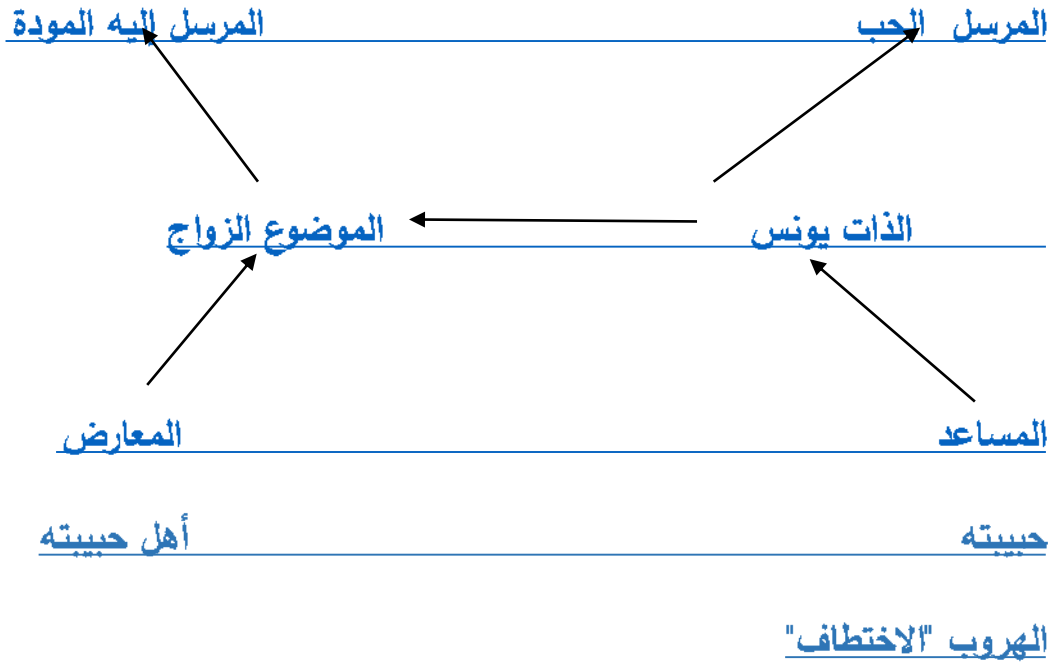 المرسل الحب المرسل إليه المودة
الذات يونس الموضوع الزواج
المساعد المعارض
حبيبته أهل حبيبته
الهروب "الاختطاف"